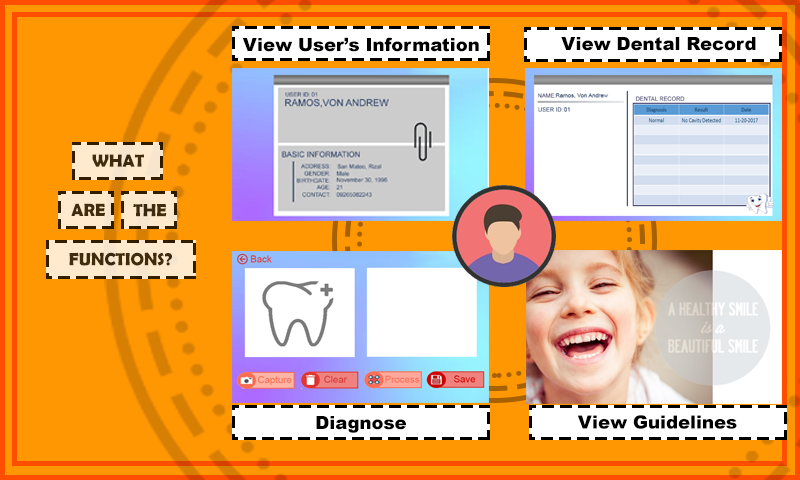 WHAT
ARE THE
FUNCTIONS?
View User's Information
USER ID: 01
RAMOS,VON ANDREW
BASIC INFORMATION
ADDRESS: San Mateo, Rizal
GENDER: Male
BIRTHDATE: November 30, 1996
AGE: 21
CONTACT: 09265082243
View Dental Record
NAME:Ramos, Von Andrew
USER ID: 01
DENTAL RECORD
Diagnosis Result Date
Normal No Cavity Detected 11-20-2017
Back
Capture Clear Process Save
Diagnose
A HEALTHY SMILE
is a
BEAUTIFUL SMILE
View Guidelines